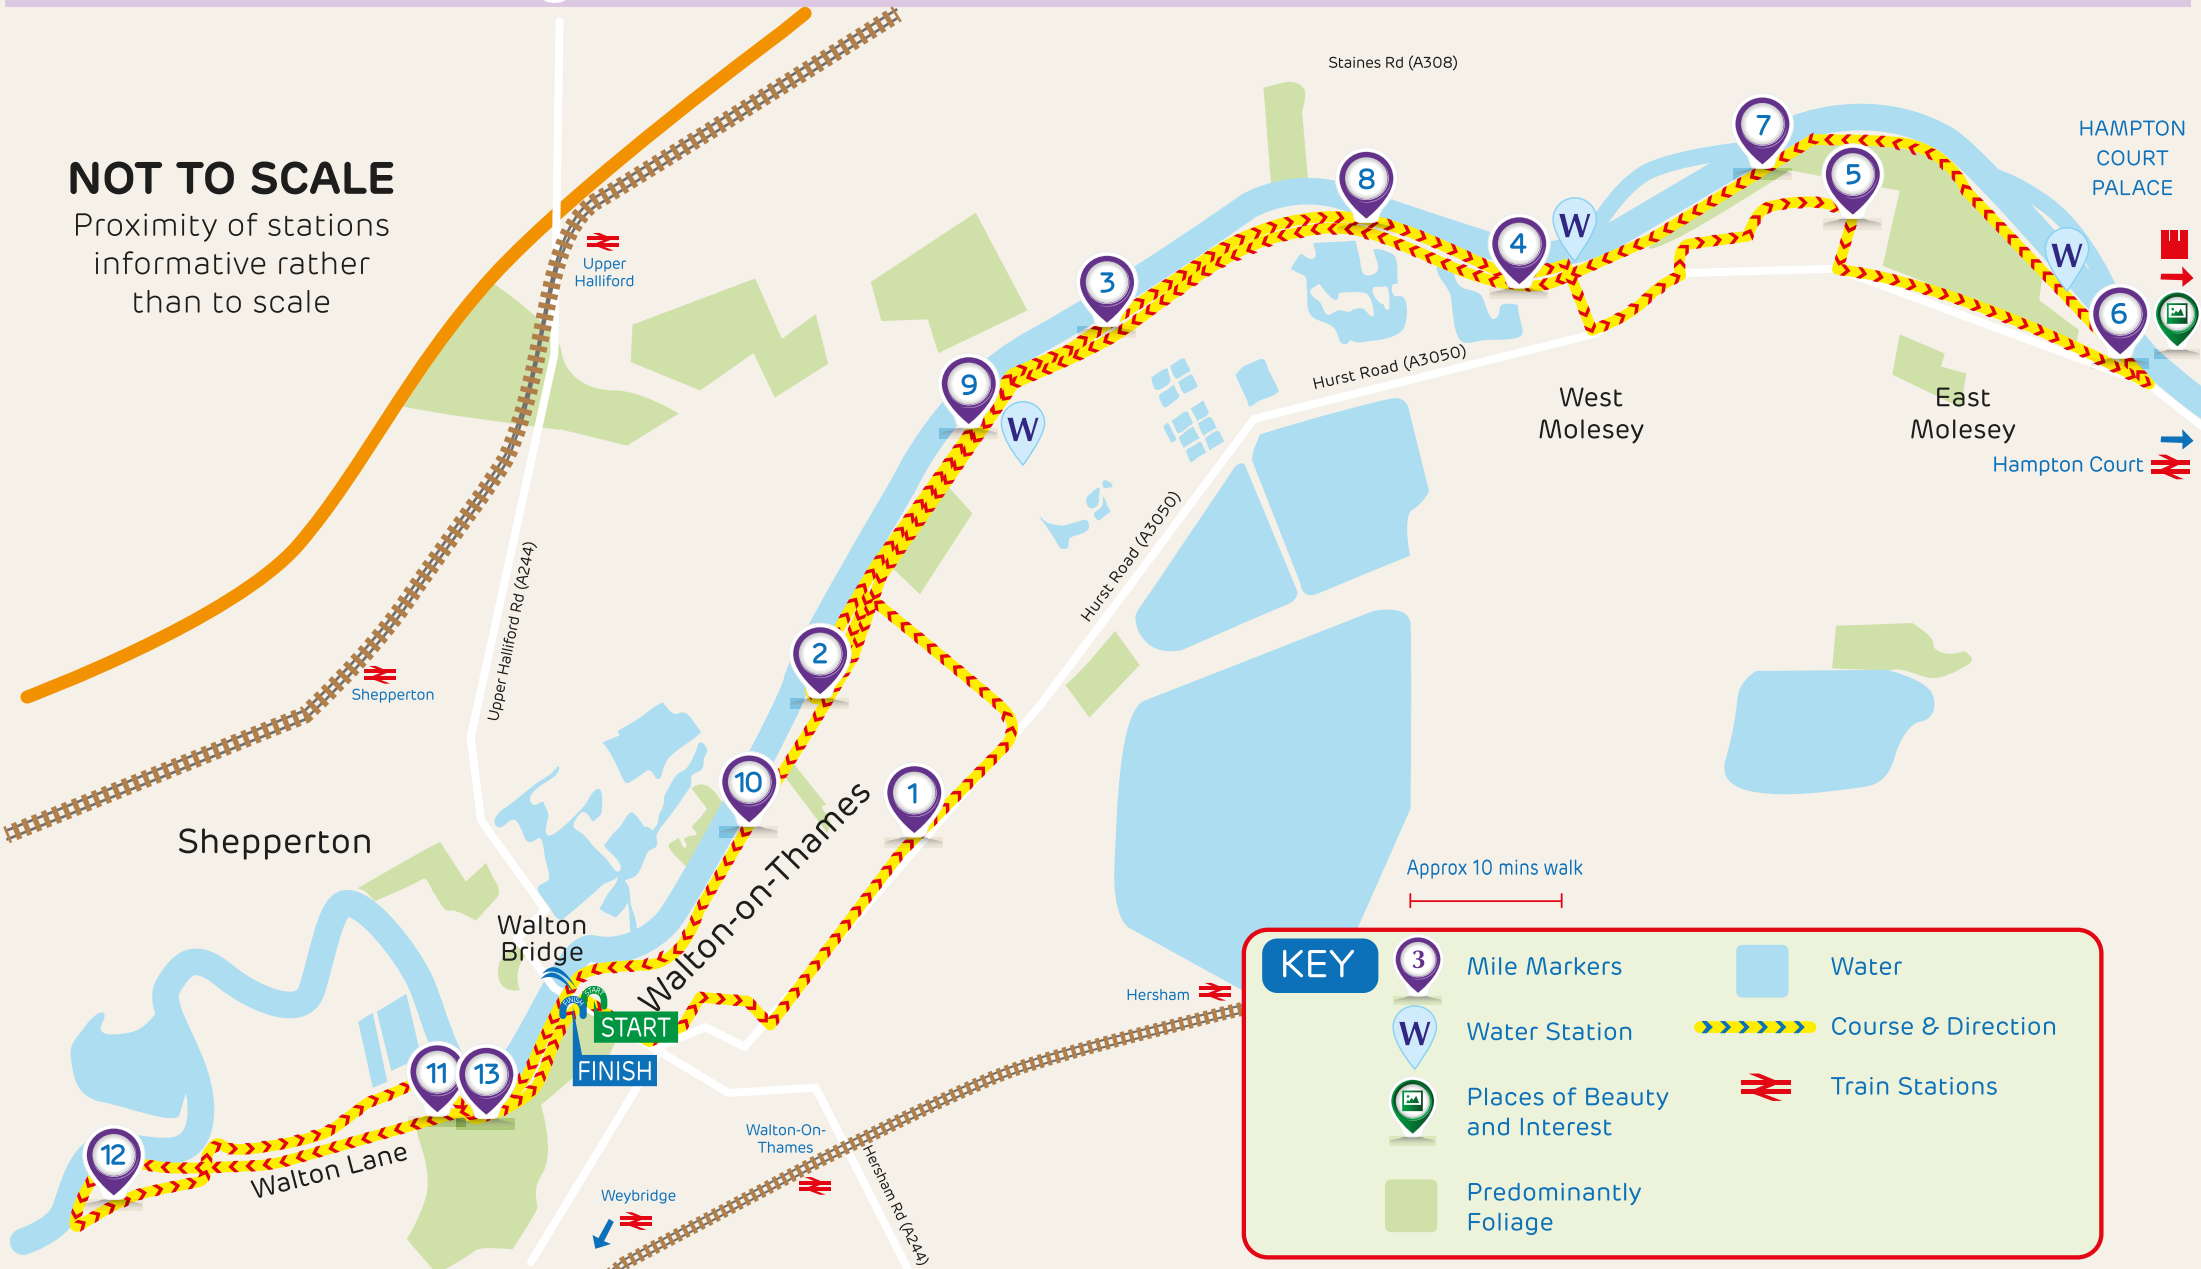 Staines Rd (A308)
NOT TO SCALE
Proximity of stations
informative rather
than to scale
Upper
Halliford
7
5
8
4
W
HAMPTON
COURT
PALACE
W
6
3
9
W
Hurst Road (A3050)
West
Molesey
East
Molesey
Hampton Court
Hurst Road (A3050)
Upper Halliford Rd (A244)
Shepperton
2
10
1
Walton-on-Thames
Shepperton
Walton
Bridge
START
FINISH
START
FINISH
11
13
12
Walton Lane
Walton-On-
Thames
Weybridge
Hersham Rd (A244)
Hersham
Approx 10 mins walk
KEY
3
Mile Markers
W
Water Station
Places of Beauty
and Interest
Predominantly
Foliage
Water
Course & Direction
Train Stations